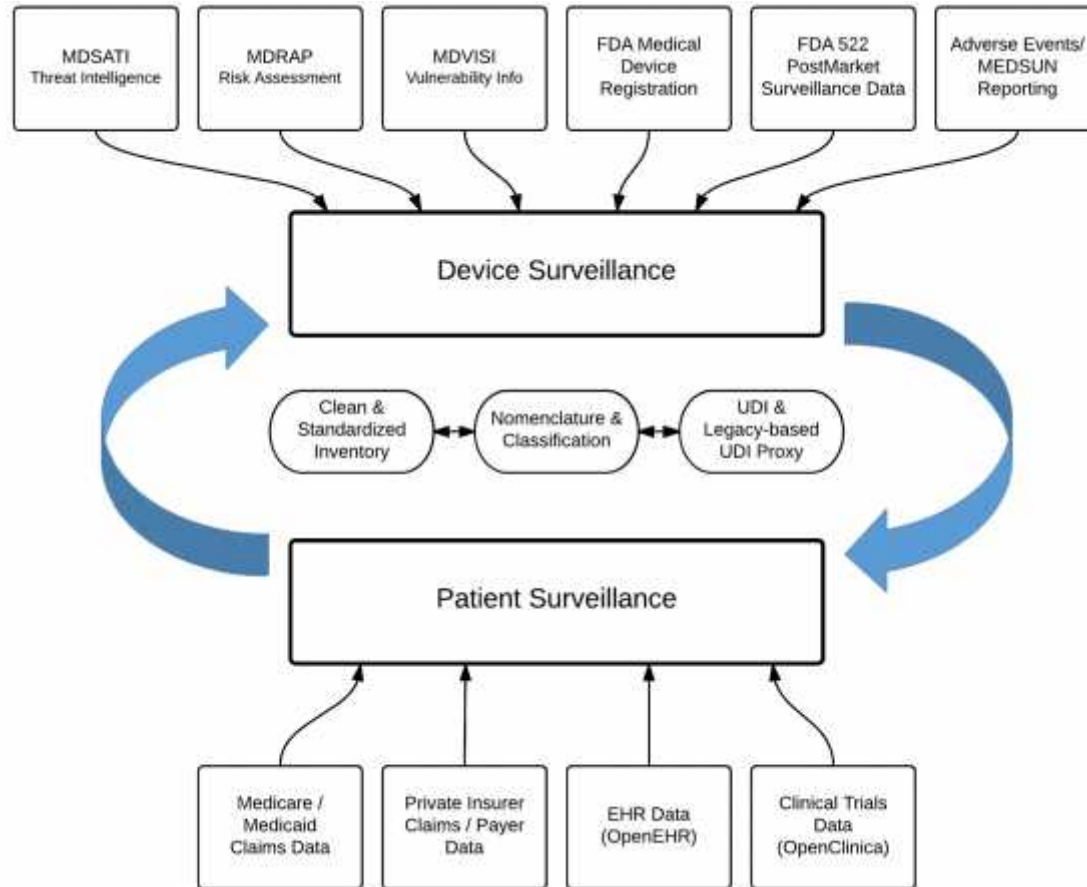 MDSATI
Threat Intelligence
MDRAP
Risk Assessment
MDVISI
Vulnerability Info
FDA Medical
Device
Registration
FDA 522
PostMarket
Surveillance Data
Adverse Events/
MEDSUN
Reporting
Device Surveillance
Clean &
Standardized
Inventory
Nomenclature &
Classification
UDI &
Legacy-based
UDI Proxy
Patient Surveillance
Medicare /
Medicaid
Claims Data
Private Insurer
Claims / Payer
Data
EHR Data
(OpenEHR)
Clinical Trials
Data
(OpenClinica)